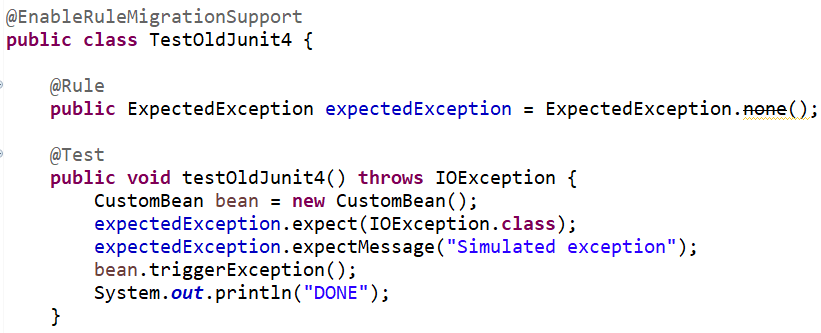 @EnableRuleMigrationSupport
public class TestOldJunit4 {
@Rule
public ExpectedException expectedException = ExpectedException.none();
@Test
public void testOldJunit4() throws IOException {
CustomBean bean = new CustomBean();
expectedException.expect(IOException.class);
expectedException.expectMessage("Simulated exception");
bean.triggerException();
System.out.println("DONE");
}